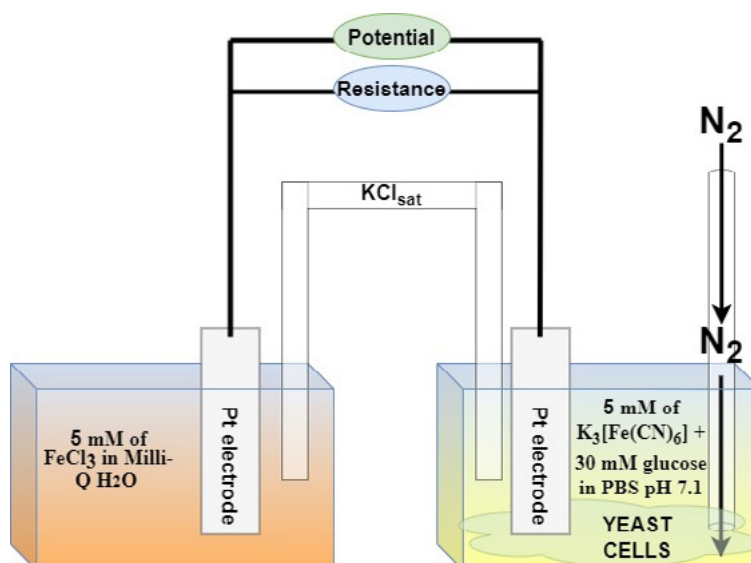 Potential
Resistance
N₂
KCl_sat
N₂
Pt electrode
5 mM of
FeCl3 in Milli-
Q H2O
Pt electrode
5 mM of
K₃[Fe(CN)₆] +
30 mM glucose
in PBS pH 7.1
YEAST
CELLS